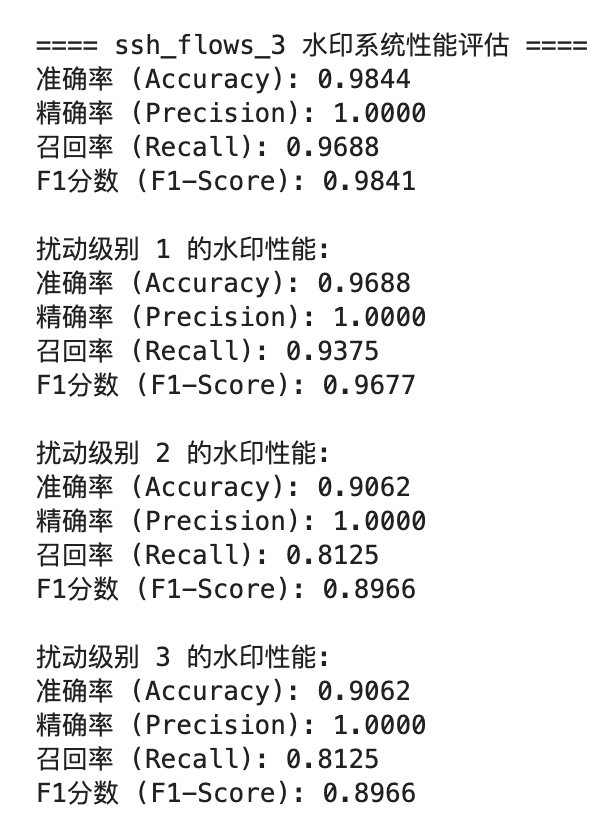 ==== ssh_flows_3 水印系统性能评估 ====
准确率 (Accuracy): 0.9844
精确率 (Precision): 1.0000
召回率 (Recall): 0.9688
F1分数 (F1-Score): 0.9841
扰动级别 1 的水印性能:
准确率 (Accuracy): 0.9688
精确率 (Precision): 1.0000
召回率 (Recall): 0.9375
F1分数 (F1-Score): 0.9677
扰动级别 2 的水印性能:
准确率 (Accuracy): 0.9062
精确率 (Precision): 1.0000
召回率 (Recall): 0.8125
F1分数 (F1-Score): 0.8966
扰动级别 3 的水印性能:
准确率 (Accuracy): 0.9062
精确率 (Precision): 1.0000
召回率 (Recall): 0.8125
F1分数 (F1-Score): 0.8966